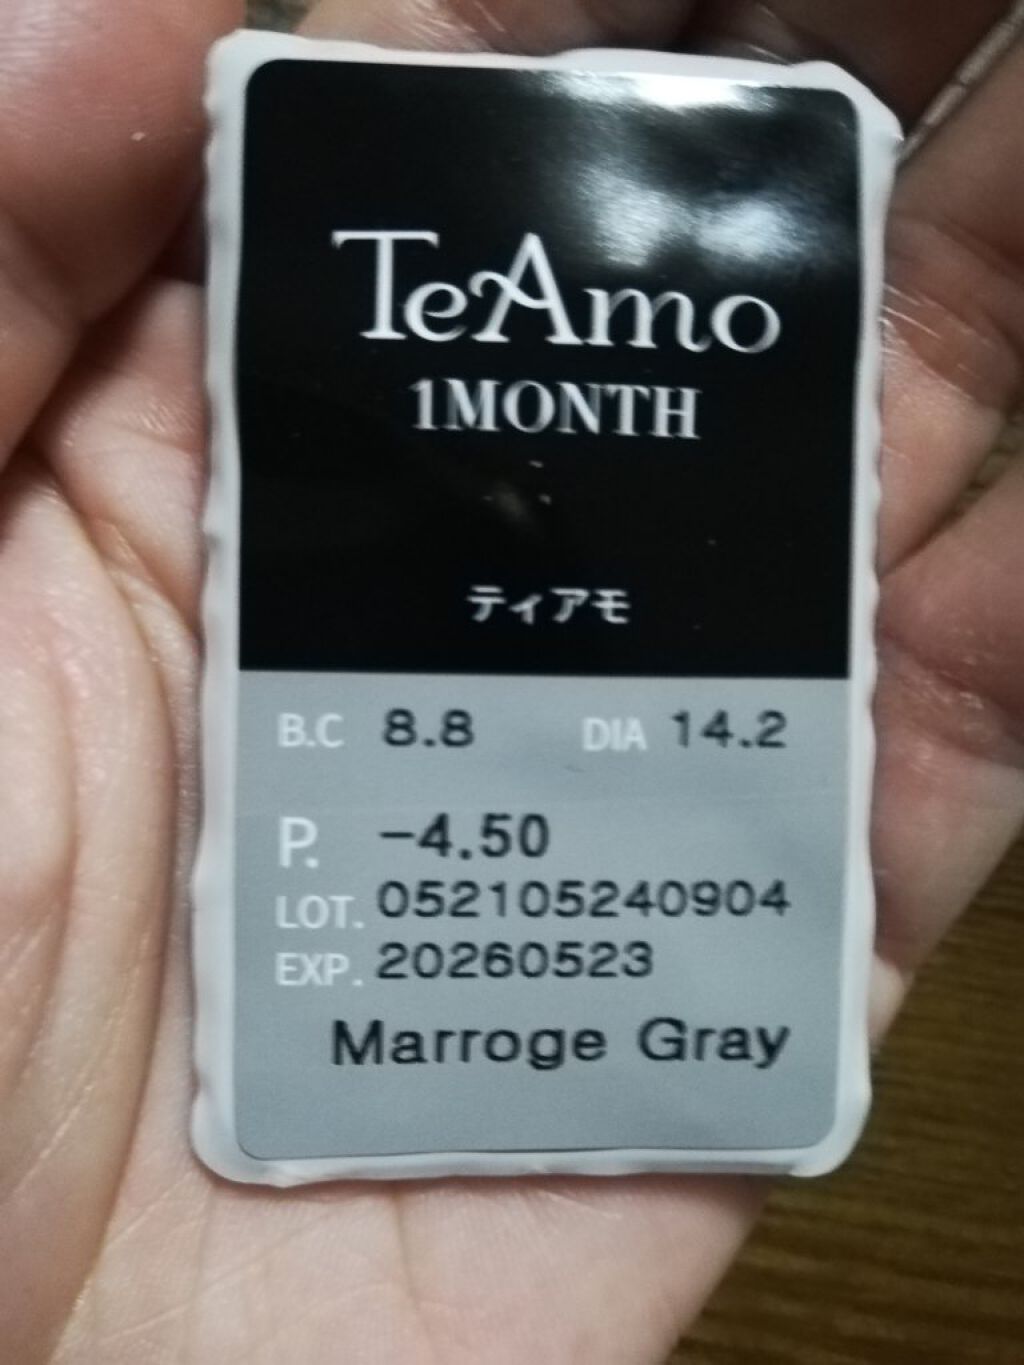 TeAmo
1MONTH
ティアモ
B.C 8.8 DIA 14.2
P. -4.50
LOT. 052105240904
EXP. 20260523
Marroge Gray